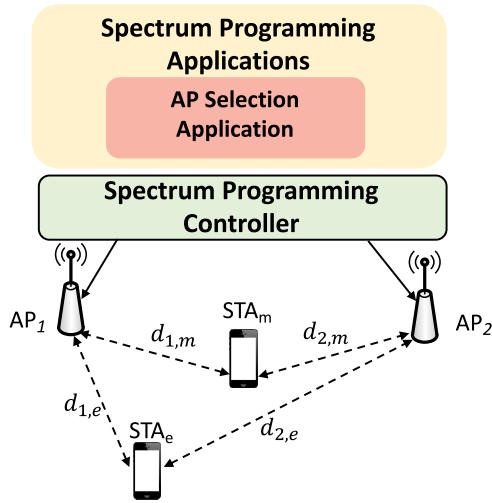 Spectrum Programming
Applications
AP Selection
Application
Spectrum Programming
Controller
AP₁
STAₘ
AP₂
d₁,ₘ
d₂,ₘ
d₁,ₑ
STAₑ
d₂,ₑ